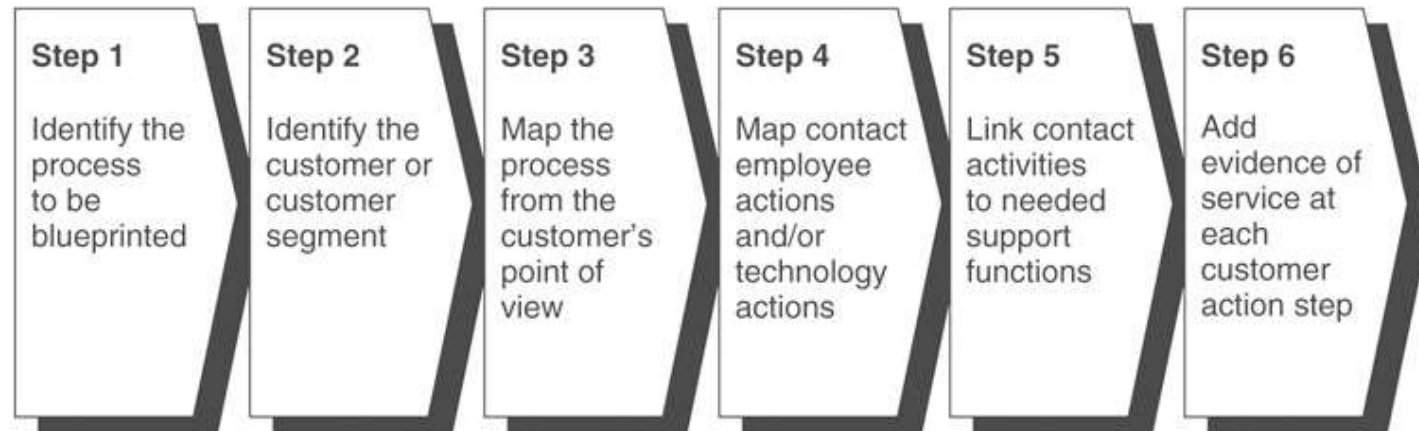 Step 1
Identify the
process
to be
blueprinted
Step 2
Identify the
customer or
customer
segment
Step 3
Map the
process
from the
customer's
point of
view
Step 4
Map contact
employee
actions
and/or
technology
actions
Step 5
Link contact
activities
to needed
support
functions
Step 6
Add
evidence of
service at
each
customer
action step